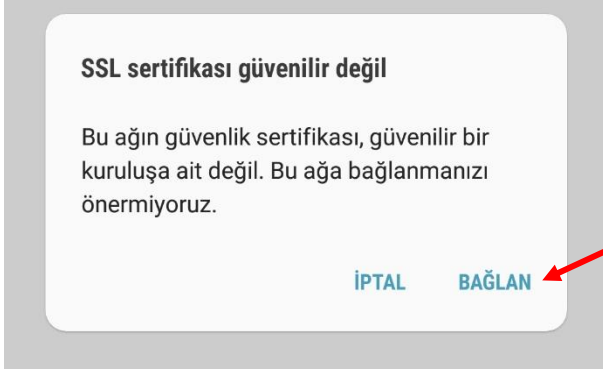 SSL sertifikası güvenilir değil
Bu ağın güvenlik sertifikası, güvenilir bir
kuruluşa ait değil. Bu ağa bağlanmanızı
önermiyoruz.
İPTAL BAĞLAN